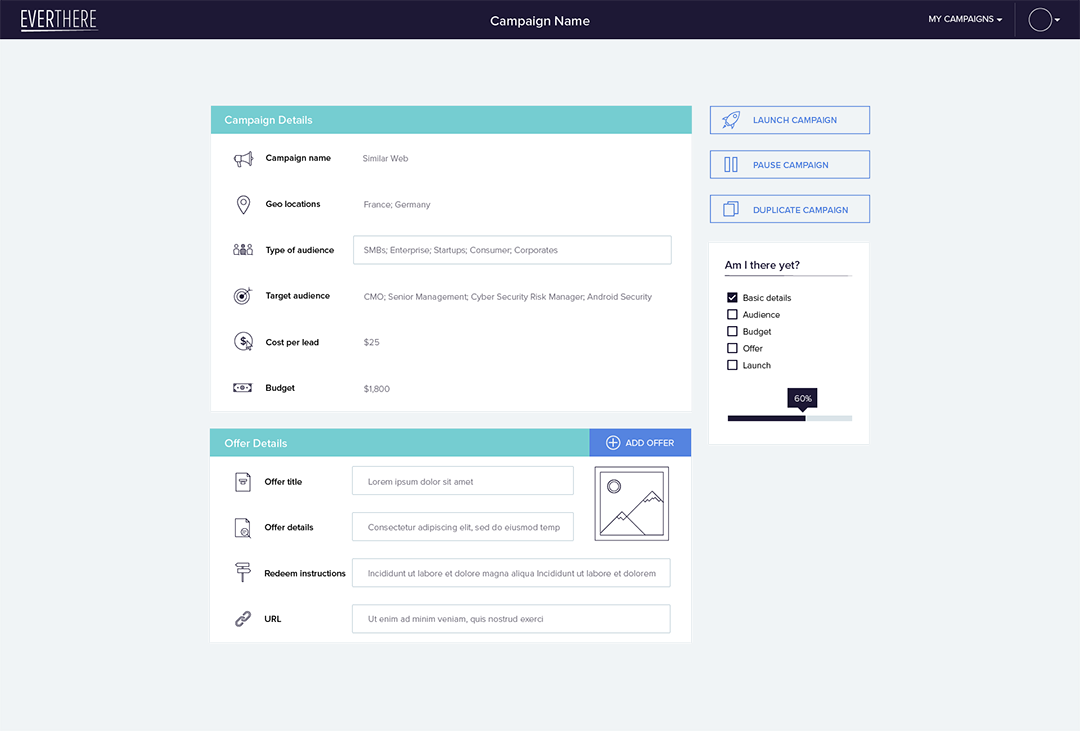 EVERTHERE
Campaign Name
MY CAMPAIGNS
Campaign Details
Campaign name
Similar Web
Geo locations
France; Germany
Type of audience
SMBs; Enterprise; Startups; Consumer; Corporates
Target audience
CMO; Senior Management; Cyber Security Risk Manager; Android Security
Cost per lead
$25
Budget
$1,800
LAUNCH CAMPAIGN
PAUSE CAMPAIGN
DUPLICATE CAMPAIGN
Am I there yet?
Basic details
Audience
Budget
Offer
Launch
60%
Offer Details
ADD OFFER
Offer title
Lorem ipsum dolor sit amet
Offer details
Consectetur adipiscing elit, sed do eiusmod temp
Redeem instructions
Incididunt ut labore et dolore magna aliqua Incididunt ut labore et dolorem
URL
Ut enim ad minim veniam, quis nostrud exerci